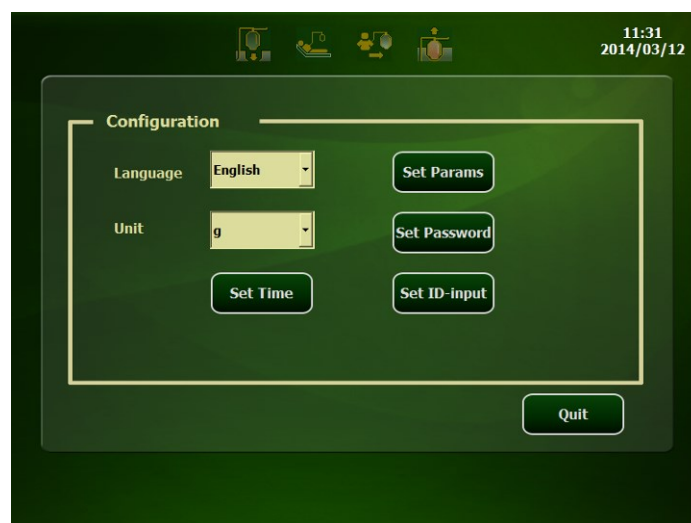 11:31
2014/03/12
Configuration
Language English Set Params
Unit g Set Password
Set Time Set ID-input
Quit